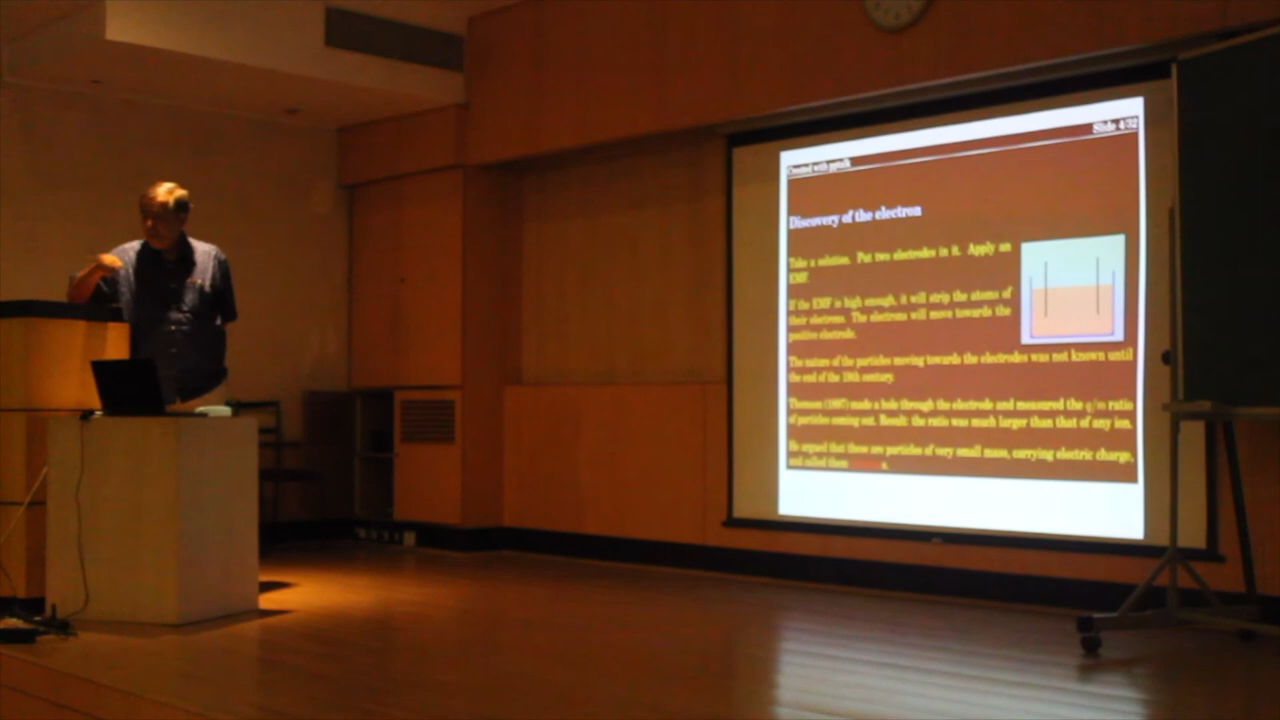 Slide 4/32
Created with ppmlk
Discovery of the electron
Take a solution. Put two electrodes in it. Apply an
EMF.
If the EMF is high enough, it will strip the atoms of
their electrons. The electrons will move towards the
positive electrode.
The nature of the particles moving towards the electrodes was not known until
the end of the 19th century.
Thomson (1897) made a hole through the electrode and measured the q/m ratio
of particles coming out. Result: the ratio was much larger than that of any ion.
He argued that these are particles of very small mass, carrying electric charge,
and called them